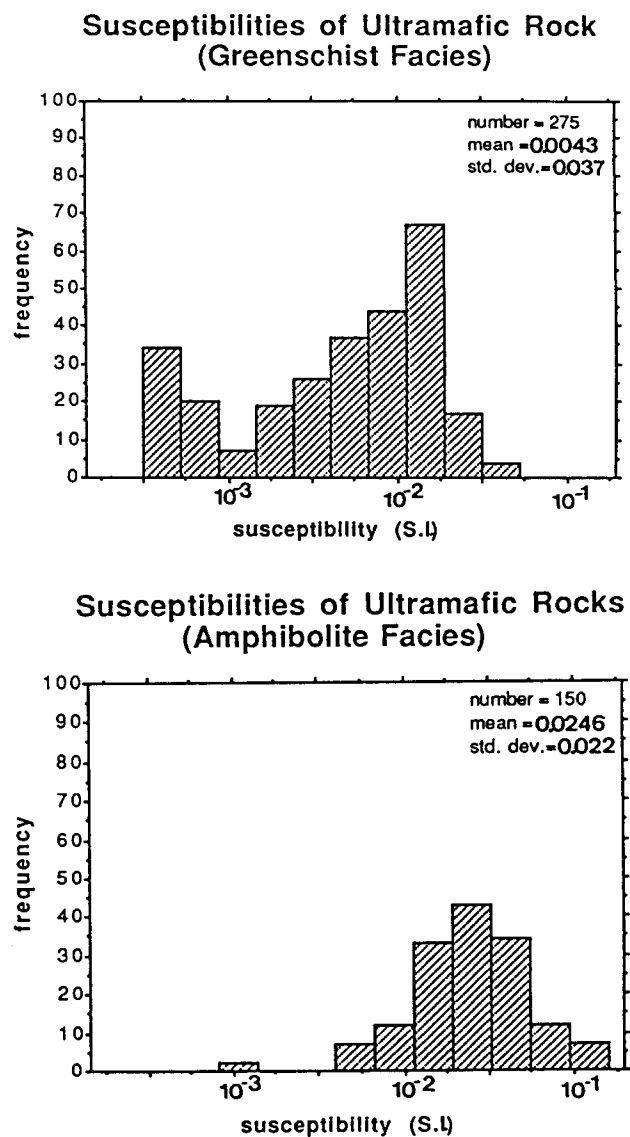 Susceptibilities of Ultramafic Rock
(Greenschist Facies)
number = 275
mean =0.0043
std. dev.=0.037
100
90
80
70
60
50
40
30
20
10
0
frequency
10-3
10-2
10-1
susceptibility (S.I.)
Susceptibilities of Ultramafic Rocks
(Amphibolite Facies)
number = 150
mean =0.0246
std. dev.=0.022
100
90
80
70
60
50
40
30
20
10
0
frequency
10-3
10-2
10-1
susceptibility (S.I.)